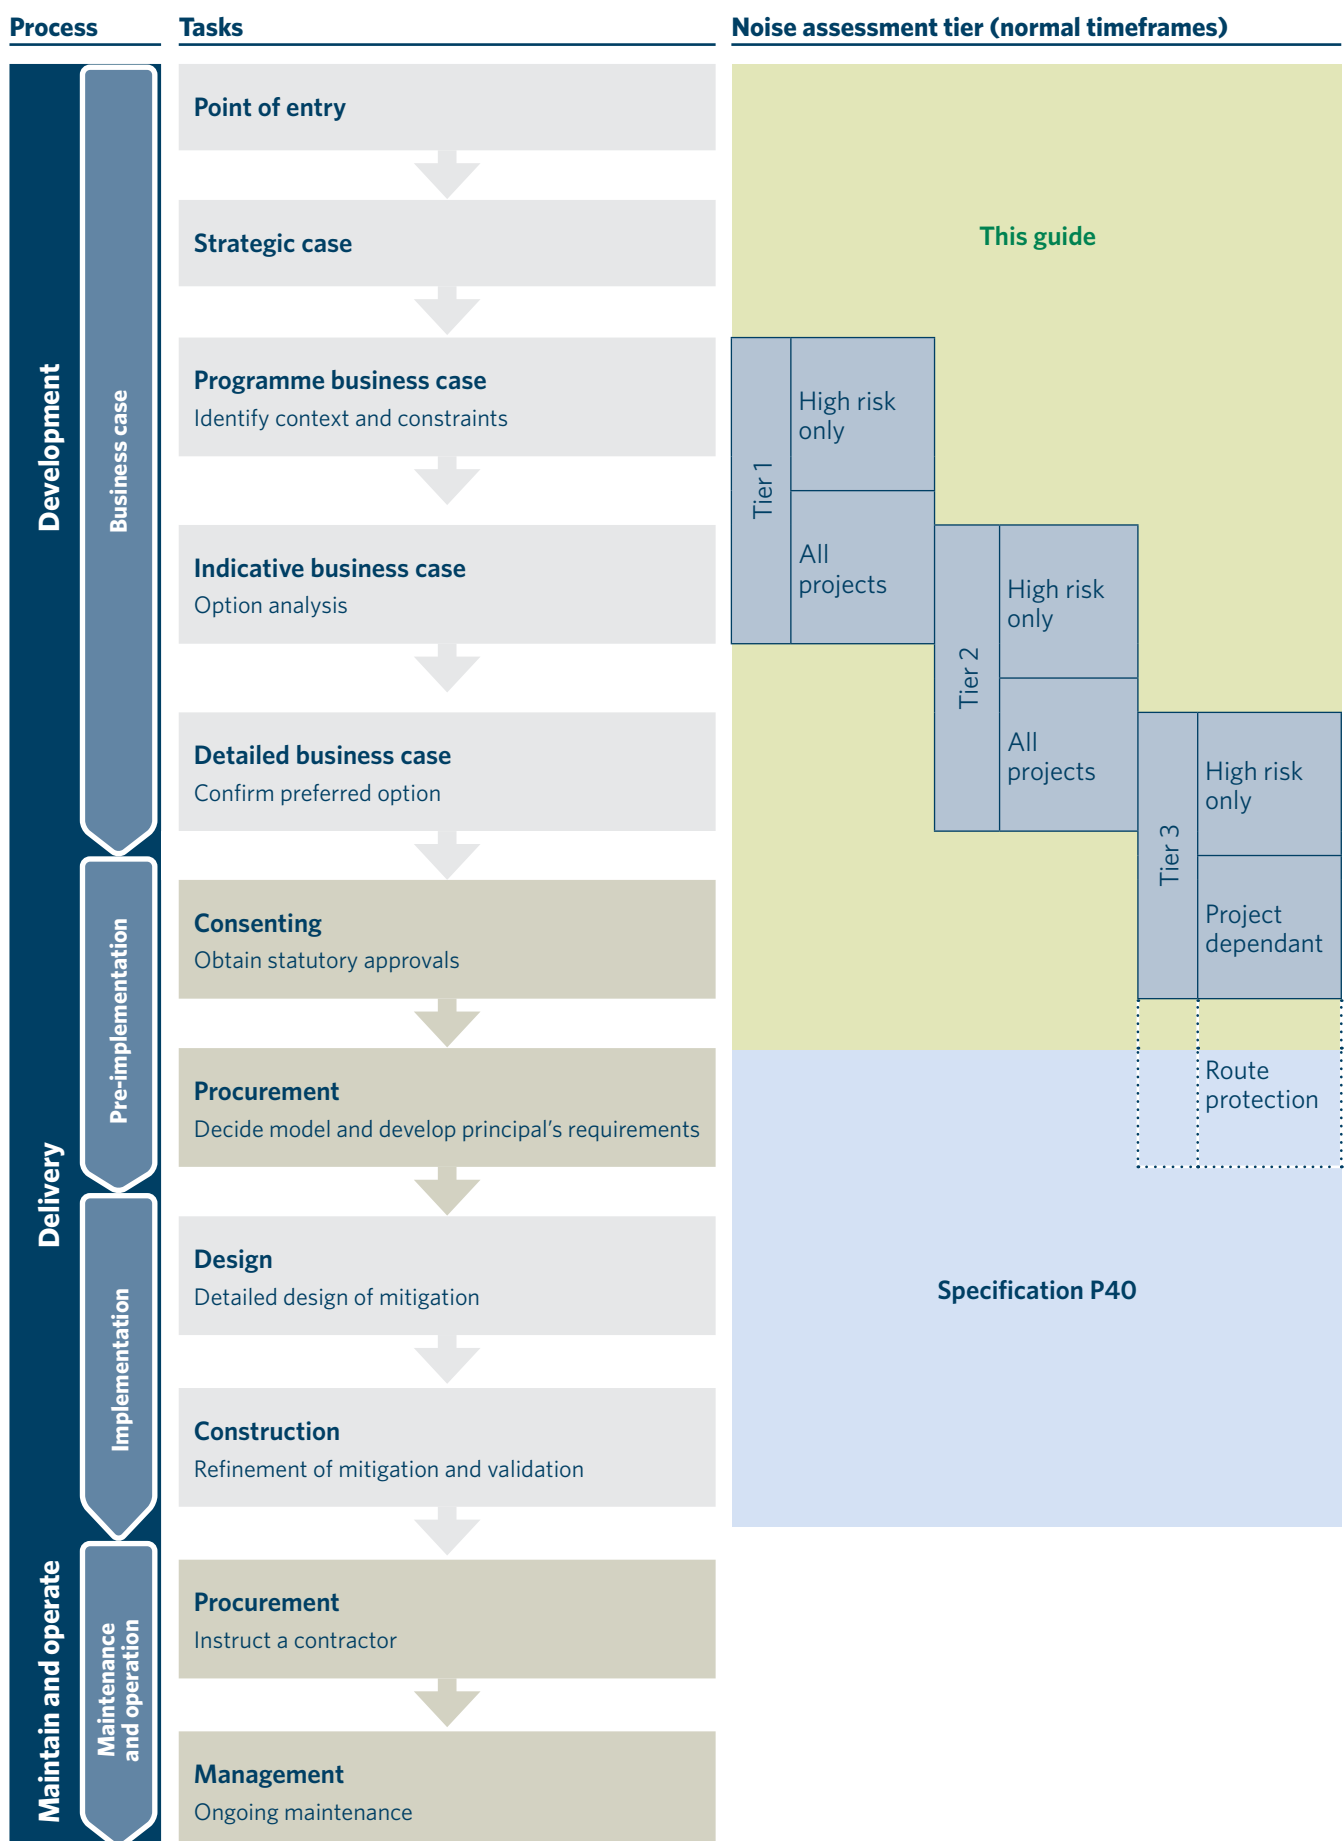 Process
Tasks
Noise assessment tier (normal timeframes)
Development
Business case
Point of entry
Strategic case
This guide
Programme business case
Identify context and constraints
Tier 1
High risk
only
All
projects
Indicative business case
Option analysis
Tier 2
High risk
only
All
projects
Detailed business case
Confirm preferred option
Tier 3
High risk
only
Project
dependant
Delivery
Pre-implementation
Consenting
Obtain statutory approvals
Procurement
Decide model and develop principal's requirements
Route
protection
Implementation
Design
Detailed design of mitigation
Specification P40
Construction
Refinement of mitigation and validation
Maintain and operate
Maintenance
and operation
Procurement
Instruct a contractor
Management
Ongoing maintenance